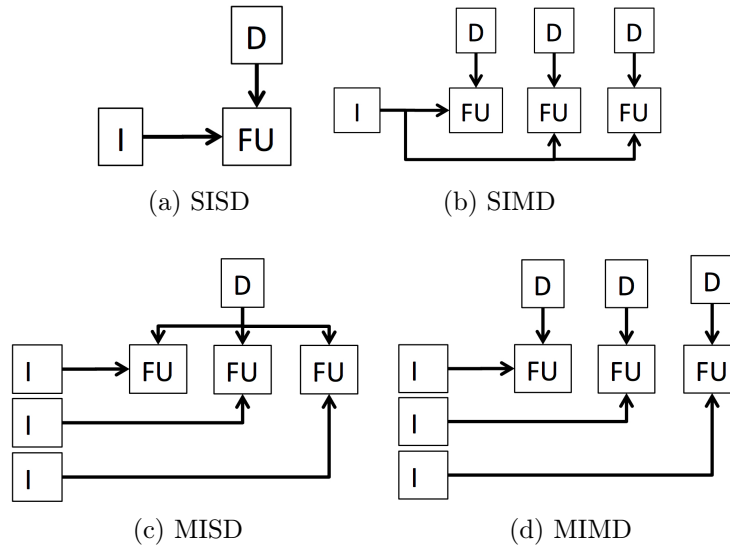 D
I FU
(a) SISD
D D D
I FU FU FU
(b) SIMD
D
I FU FU FU
I
I
(c) MISD
D D D
I FU FU FU
I
I
(d) MIMD